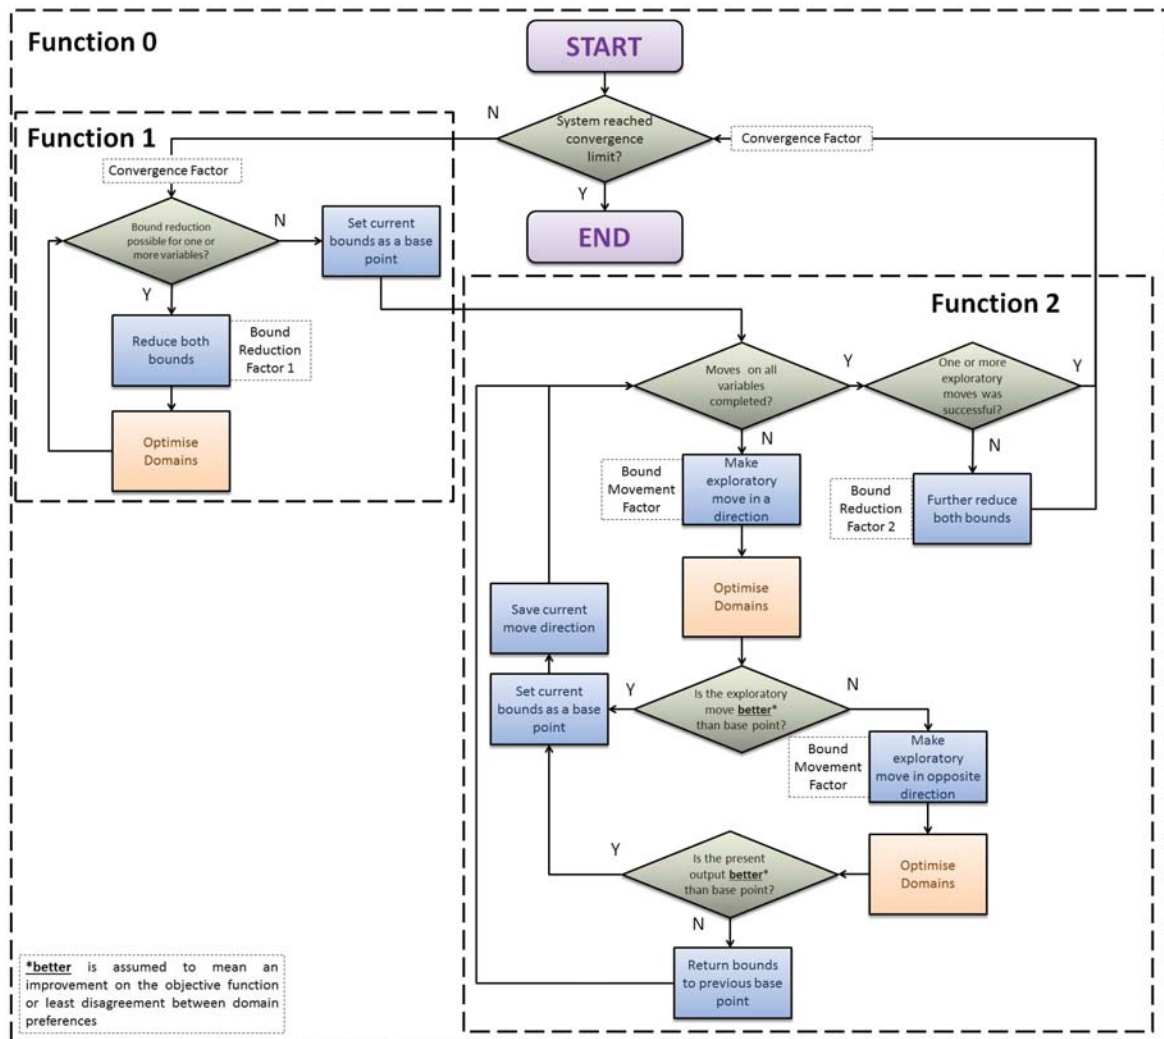 Function 0
START
N
System reached
convergence
limit?
Convergence Factor
Y
END
Function 1
Convergence Factor
Bound reduction
possible for one or
more variables?
N
Set current
bounds as a base
point
Y
Reduce both
bounds
Bound
Reduction
Factor 1
Optimise
Domains
Function 2
Moves on all
variables
completed?
Y
One or more
exploratory
moves was
successful?
Y
N
N
Bound
Movement
Factor
Make
exploratory
move in a
direction
Bound
Reduction
Factor 2
Further reduce
both bounds
Optimise
Domains
Save current
move direction
Set current
bounds as a base
point
Y
Is the exploratory
move better*
than base point?
N
Bound
Movement
Factor
Make
exploratory
move in opposite
direction
Y
Is the present
output better*
than base point?
Optimise
Domains
N
Return bounds
to previous base
point
*better is assumed to mean an
improvement on the objective function
or least disagreement between domain
preferences